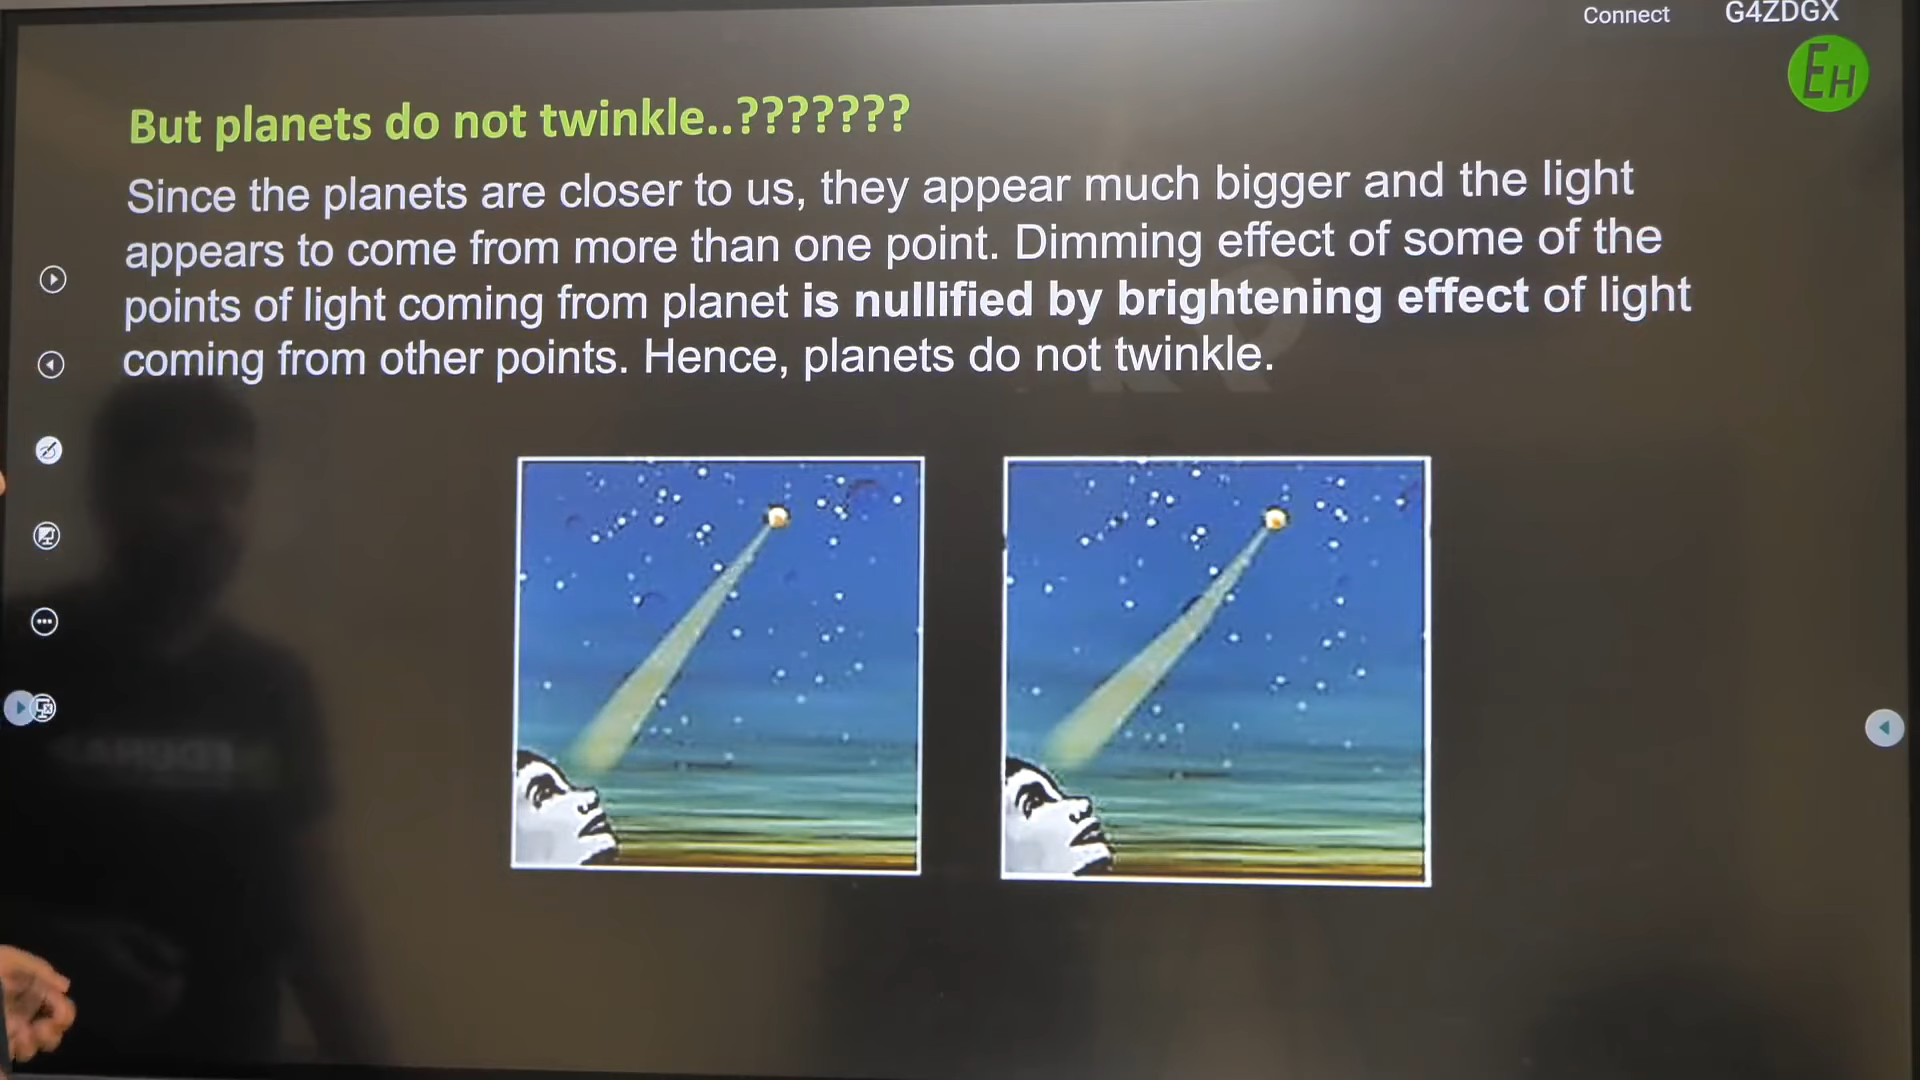 Connect G4ZDGX
EH
But planets do not twinkle..???????
Since the planets are closer to us, they appear much bigger and the light
appears to come from more than one point. Dimming effect of some of the
points of light coming from planet is nullified by brightening effect of light
coming from other points. Hence, planets do not twinkle.